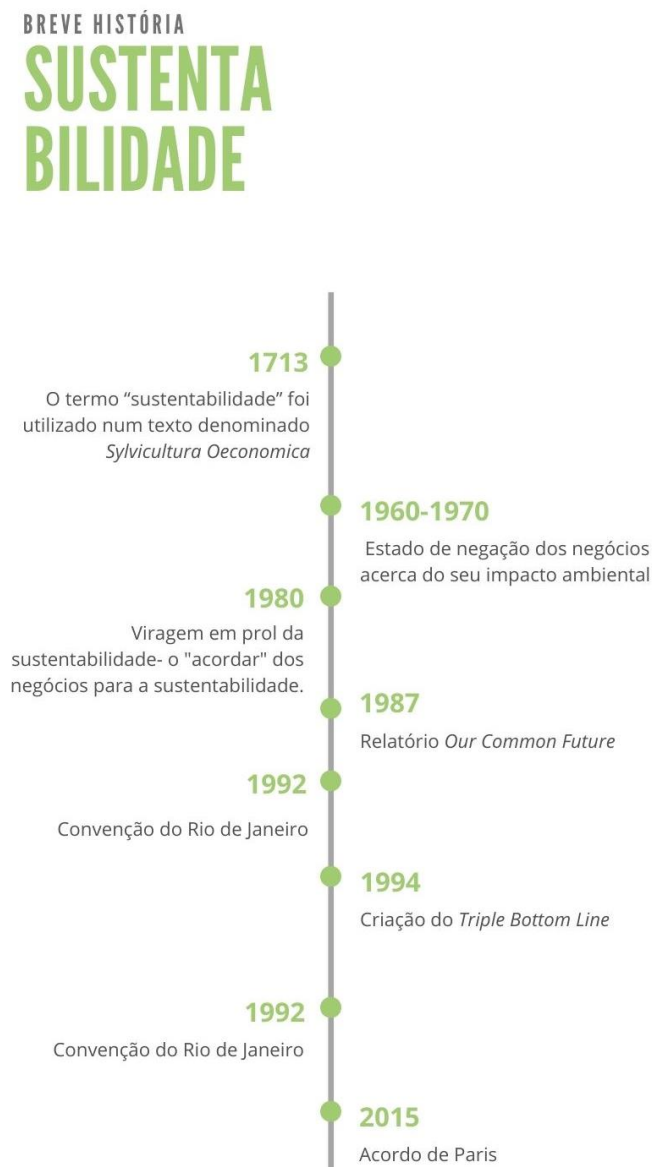 BREVE HISTÓRIA
SUSTENTA
BILIDADE
1713
O termo “sustentabilidade” foi
utilizado num texto denominado
Sylvicultura Oeconomica
1960-1970
Estado de negação dos negócios
acerca do seu impacto ambiental
1980
Viragem em prol da
sustentabilidade- o "acordar" dos
negócios para a sustentabilidade.
1987
Relatório Our Common Future
1992
Convenção do Rio de Janeiro
1994
Criação do Triple Bottom Line
1992
Convenção do Rio de Janeiro
2015
Acordo de Paris